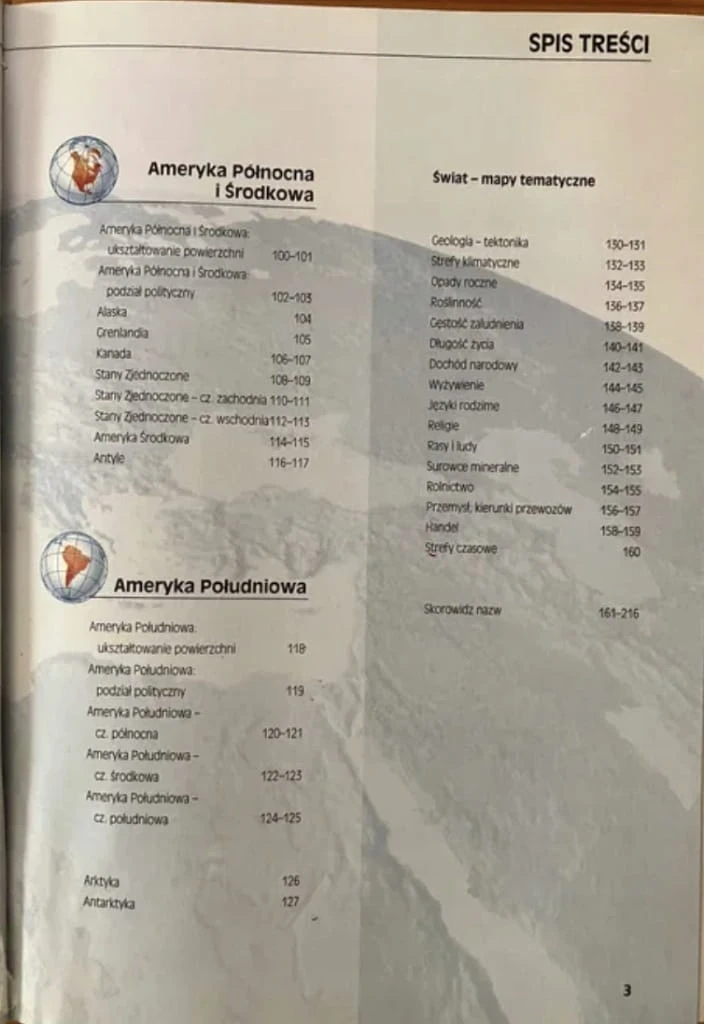 SPIS TREŚCI
Ameryka Północna
i Środkowa
Ameryka Północna i Środkowa:
ukształtowanie powierzchni 100–101
Ameryka Północna i Środkowa:
podział polityczny 102–103
Alaska 104
Grenlandia 105
Kanada 106–107
Stany Zjednoczone 108–109
Stany Zjednoczone – cz. zachodnia 110–111
Stany Zjednoczone – cz. wschodnia 112–113
Ameryka Środkowa 114–115
Antyle 116–117
Ameryka Południowa
Ameryka Południowa:
ukształtowanie powierzchni 118
Ameryka Południowa:
podział polityczny 119
Ameryka Południowa –
cz. północna 120–121
Ameryka Południowa –
cz. środkowa 122–123
Ameryka Południowa –
cz. południowa 124–125
Arktyka 126
Antarktyka 127
Świat – mapy tematyczne
Geologia – tektonika 130–131
Strefy klimatyczne 132–133
Opady roczne 134–135
Roślinność 136–137
Gęstość zaludnienia 138–139
Długość życia 140–141
Dochód narodowy 142–143
Wyżywienie 144–145
Języki rodzime 146–147
Religie 148–149
Rasy i ludy 150–151
Surowce mineralne 152–153
Rolnictwo 154–155
Przemysł; kierunki przewozów 156–157
Handel 158–159
Strefy czasowe 160
Skorowidz nazw 161–216
3